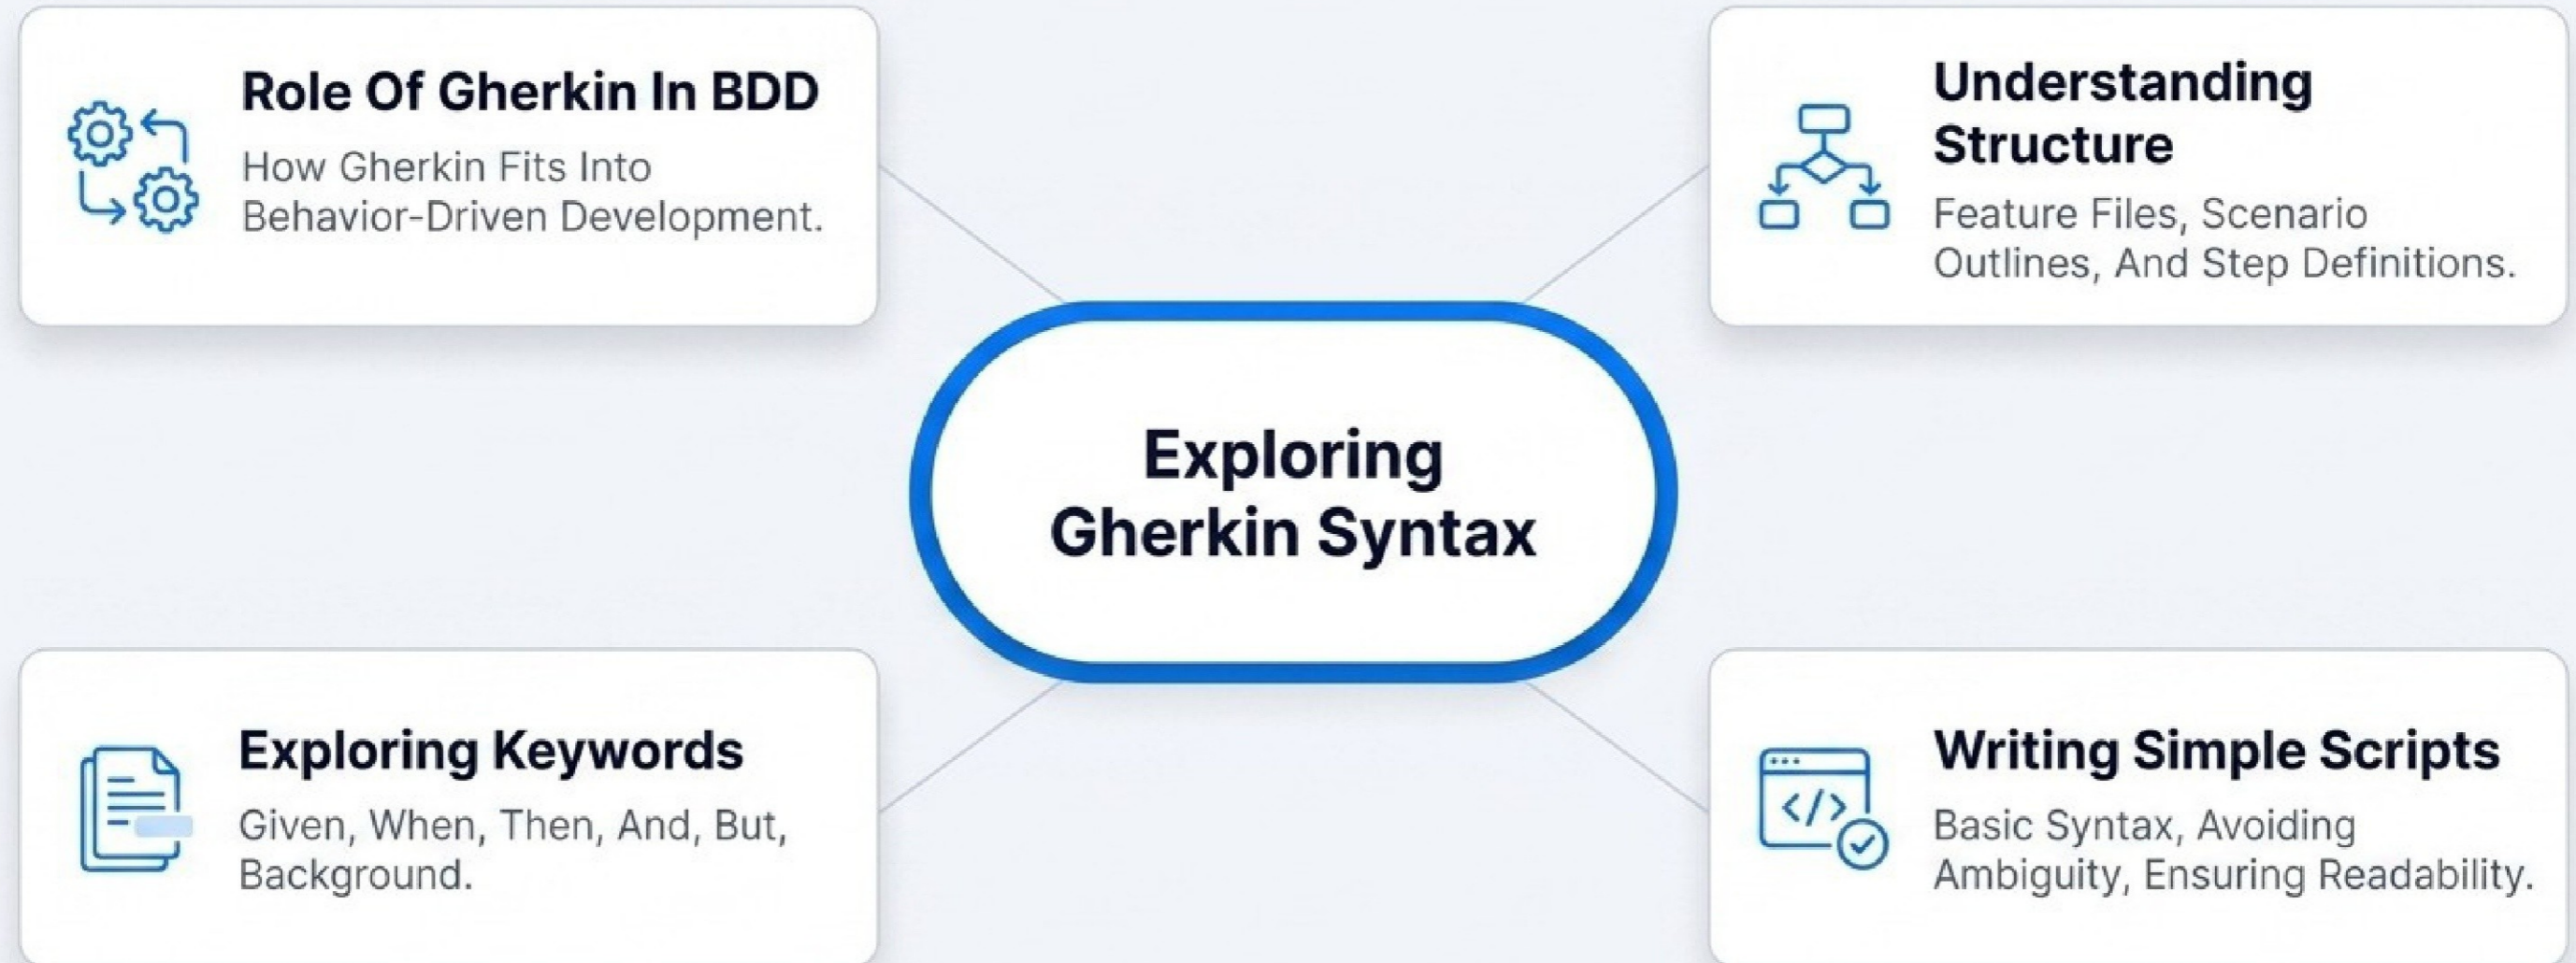 Role Of Gherkin In BDD
How Gherkin Fits Into
Behavior-Driven Development.
Understanding
Structure
Feature Files, Scenario
Outlines, And Step Definitions.
Exploring
Gherkin Syntax
Exploring Keywords
Given, When, Then, And, But,
Background.
Writing Simple Scripts
Basic Syntax, Avoiding
Ambiguity, Ensuring Readability.